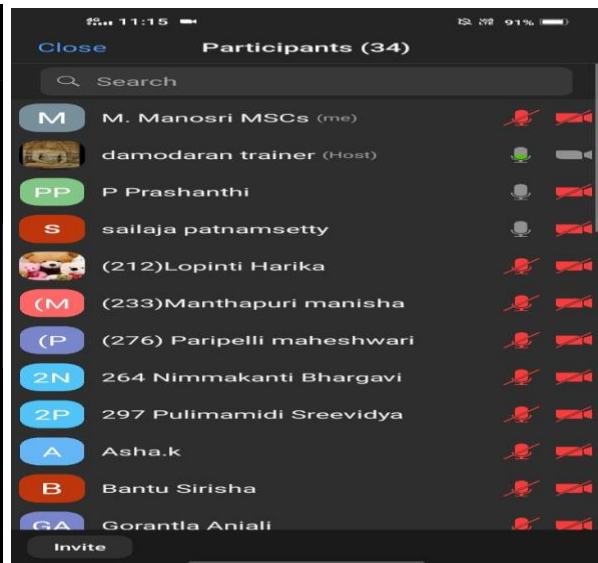 11:15 91%
Close Participants (34)
Search
M M. Manosri MSCs (me)
damodaran trainer (Host)
PP P Prashanthi
S sailaja patnamsetty
(212)Lopinti Harika
(M (233)Manthapuri manisha
(P (276) Paripelli maheshwari
2N 264 Nimmakanti Bhargavi
2P 297 Pulimamidi Sreevidya
A Asha.k
B Bantu Sirisha
GA Gorantla Anjali
Invite